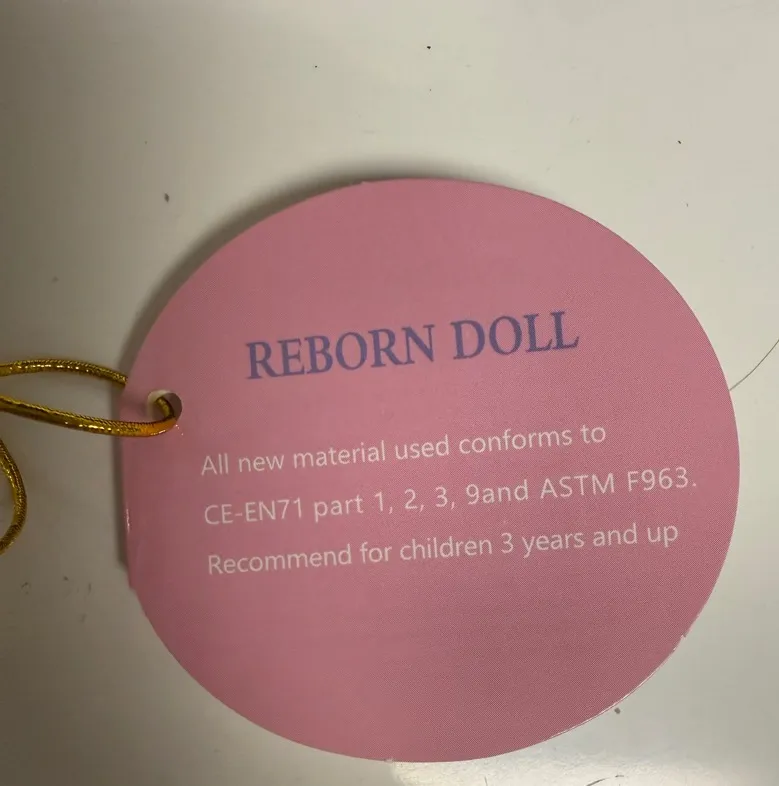 REBORN DOLL
All new material used conforms to
CE-EN71 part 1, 2, 3, 9and ASTM F963.
Recommend for children 3 years and up